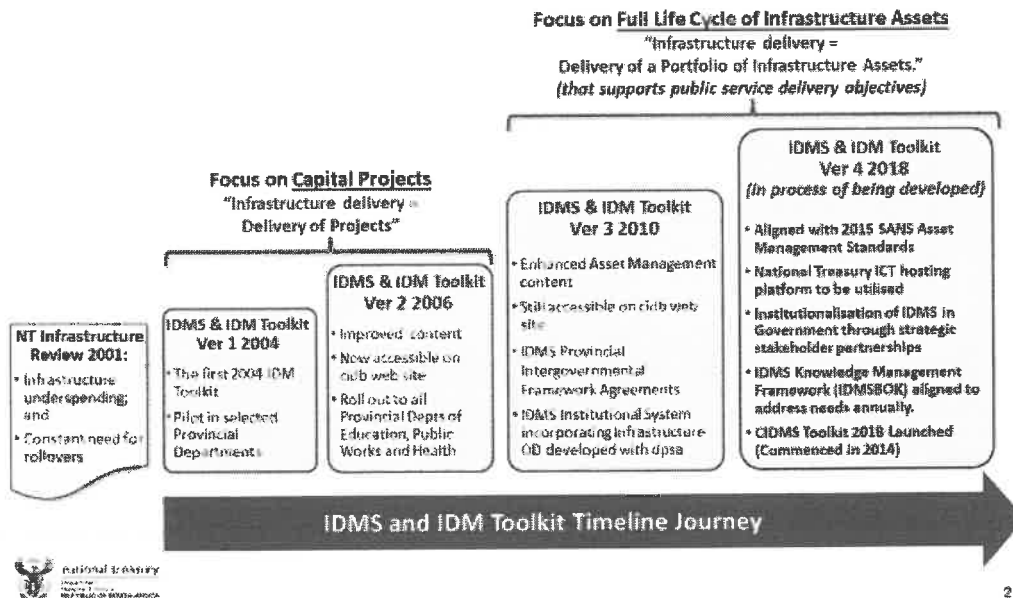 Focus on Full Life Cycle of Infrastructure Assets
"Infrastructure delivery =
Delivery of a Portfolio of Infrastructure Assets."
(that supports public service delivery objectives)
Focus on Capital Projects
"Infrastructure delivery =
Delivery of Projects"
NT Infrastructure
Review 2001:
• Infrastructure
underspending;
and
• Constant need for
rollovers
IDMS & IDM Toolkit
Ver 1 2004
• The first 2004 IDM
Toolkit
• Pilot in selected
Provincial
Departments
IDMS & IDM Toolkit
Ver 2 2006
• Improved content
• Now accessible on
cidb web site
• Roll out to all
Provincial Depts of
Education, Public
Works and Health
IDMS & IDM Toolkit
Ver 3 2010
• Enhanced Asset Management
content
• Still accessible on cidb web
site
• IDMS Provincial
Intergovernmental
Framework Agreements
• IDMS Institutional System
incorporating Infrastructure
OD developed with dpsa
IDMS & IDM Toolkit
Ver 4 2018
(in process of being developed)
• Aligned with 2015 SANS Asset
Management Standards
• National Treasury ICT hosting
platform to be utilised
• Institutionalisation of IDMS in
Government through strategic
stakeholder partnerships
• IDMS Knowledge Management
Framework (IDMSBOK) aligned to
address needs annually.
• CIDMS Toolkit 2018 Launched
(Commenced in 2014)
IDMS and IDM Toolkit Timeline Journey
national treasury
REPUBLIC OF SOUTH AFRICA
2